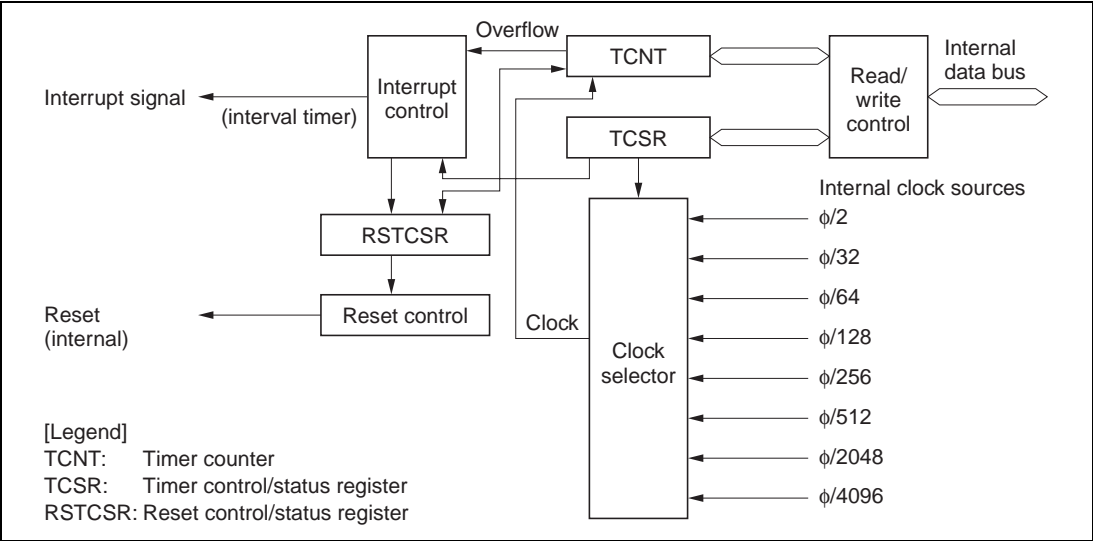 Overflow
TCNT
Internal
data bus
Read/
write
control
Interrupt
control
Interrupt signal
(interval timer)
TCSR
Internal clock sources
ϕ/2
RSTCSR
ϕ/32
ϕ/64
Reset
(internal)
Reset control
Clock
ϕ/128
Clock
selector
ϕ/256
ϕ/512
ϕ/2048
ϕ/4096
[Legend]
TCNT: Timer counter
TCSR: Timer control/status register
RSTCSR: Reset control/status register